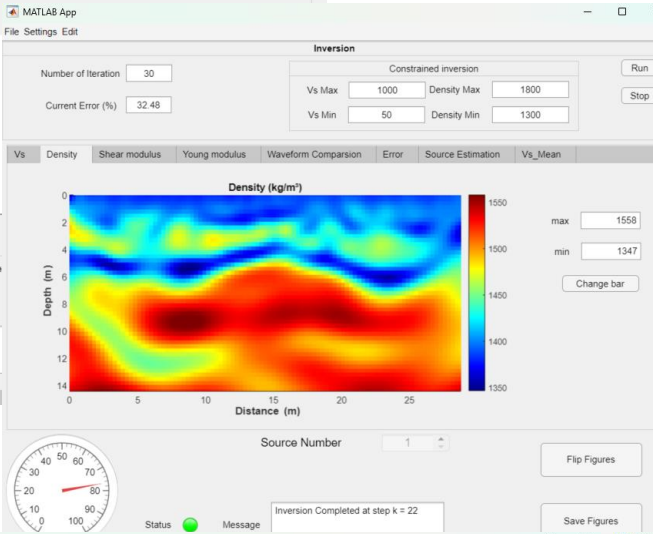 MATLAB App
File Settings Edit
Inversion
Number of Iteration 30
Current Error (%) 32.48
Constrained inversion
Vs Max 1000 Density Max 1800
Vs Min 50 Density Min 1300
Run
Stop
Vs Density Shear modulus Young modulus Waveform Comparsion Error Source Estimation Vs_Mean
Density (kg/m³)
0
2
4
6
8
10
12
14
Depth (m)
0 5 10 15 20 25
Distance (m)
1550
1500
1450
1400
1350
max 1558
min 1347
Change bar
Source Number 1
0 10 20 30 40 50 60 70 80 90 100
Status
Message Inversion Completed at step k = 22
Flip Figures
Save Figures